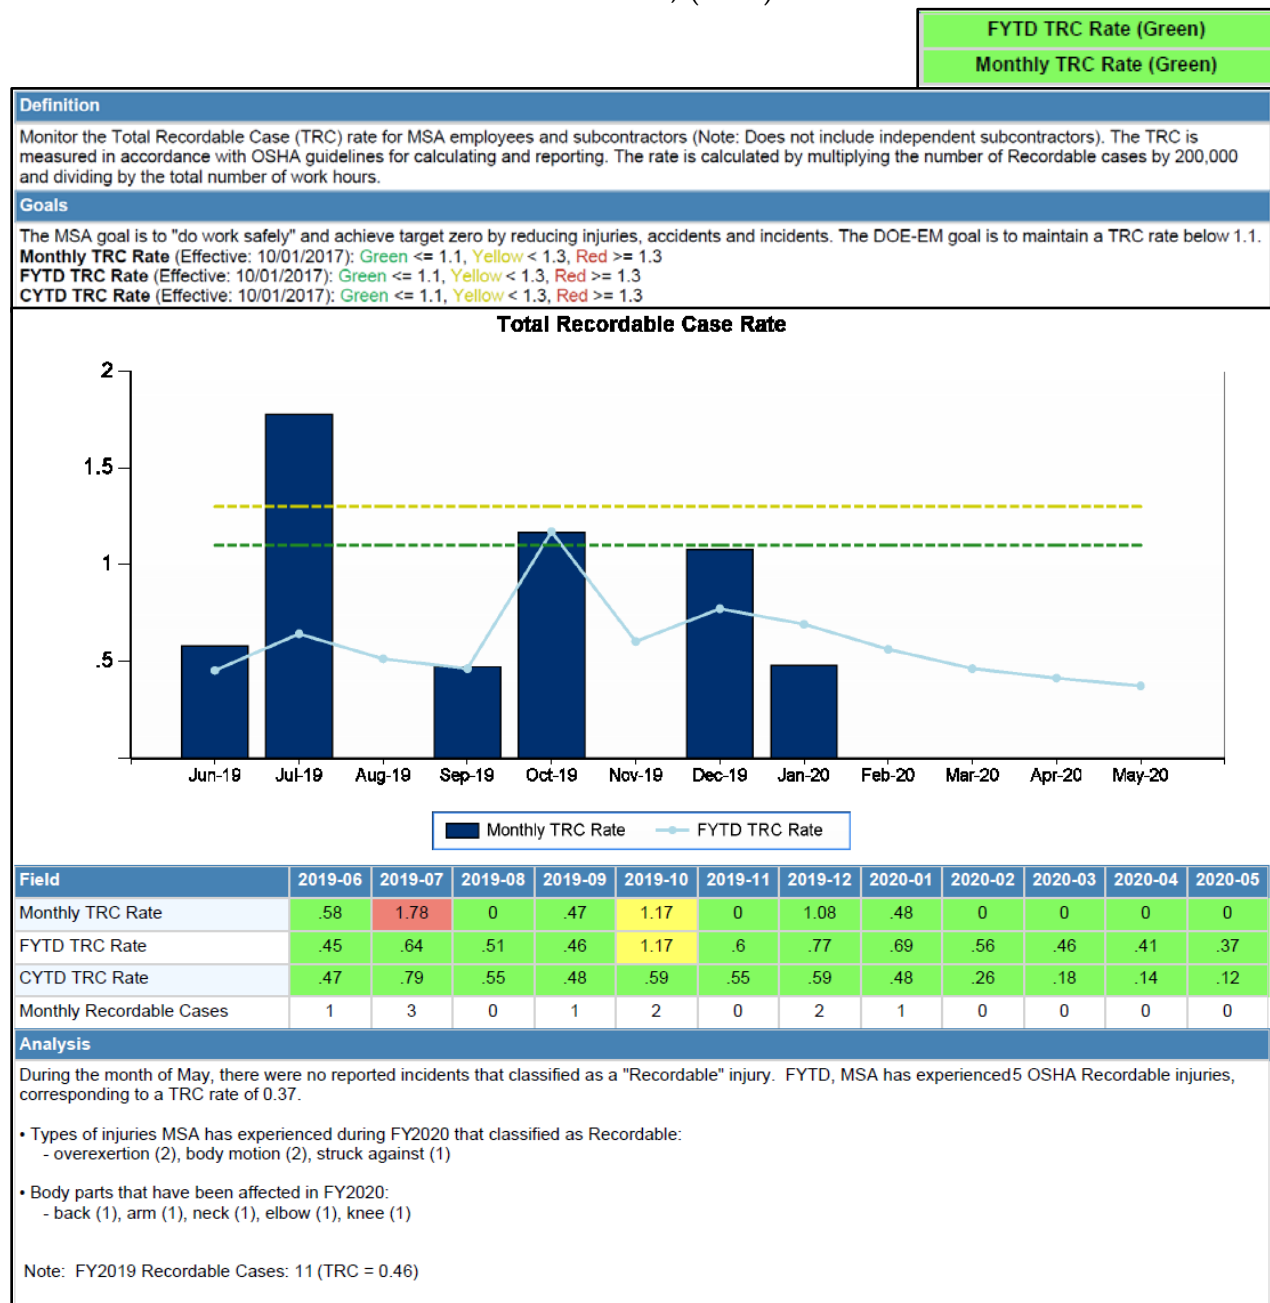 FYTD TRC Rate (Green)
Monthly TRC Rate (Green)
Definition
Monitor the Total Recordable Case (TRC) rate for MSA employees and subcontractors (Note: Does not include independent subcontractors). The TRC is
measured in accordance with OSHA guidelines for calculating and reporting. The rate is calculated by multiplying the number of Recordable cases by 200,000
and dividing by the total number of work hours.
Goals
The MSA goal is to "do work safely" and achieve target zero by reducing injuries, accidents and incidents. The DOE-EM goal is to maintain a TRC rate below 1.1.
Monthly TRC Rate (Effective: 10/01/2017): Green <= 1.1, Yellow < 1.3, Red >= 1.3
FYTD TRC Rate (Effective: 10/01/2017): Green <= 1.1, Yellow < 1.3, Red >= 1.3
CYTD TRC Rate (Effective: 10/01/2017): Green <= 1.1, Yellow < 1.3, Red >= 1.3
Total Recordable Case Rate
2
1.5
1
.5
Jun-19 Jul-19 Aug-19 Sep-19 Oct-19 Nov-19 Dec-19 Jan-20 Feb-20 Mar-20 Apr-20 May-20
Monthly TRC Rate FYTD TRC Rate
Field 2019-06 2019-07 2019-08 2019-09 2019-10 2019-11 2019-12 2020-01 2020-02 2020-03 2020-04 2020-05
Monthly TRC Rate .58 1.78 0 .47 1.17 0 1.08 .48 0 0 0 0
FYTD TRC Rate .45 .64 .51 .46 1.17 .6 .77 .69 .56 .46 .41 .37
CYTD TRC Rate .47 .79 .55 .48 .59 .55 .59 .48 .26 .18 .14 .12
Monthly Recordable Cases 1 3 0 1 2 0 2 1 0 0 0 0
Analysis
During the month of May, there were no reported incidents that classified as a "Recordable" injury. FYTD, MSA has experienced 5 OSHA Recordable injuries,
corresponding to a TRC rate of 0.37.
• Types of injuries MSA has experienced during FY2020 that classified as Recordable:
- overexertion (2), body motion (2), struck against (1)
• Body parts that have been affected in FY2020:
- back (1), arm (1), neck (1), elbow (1), knee (1)
Note: FY2019 Recordable Cases: 11 (TRC = 0.46)